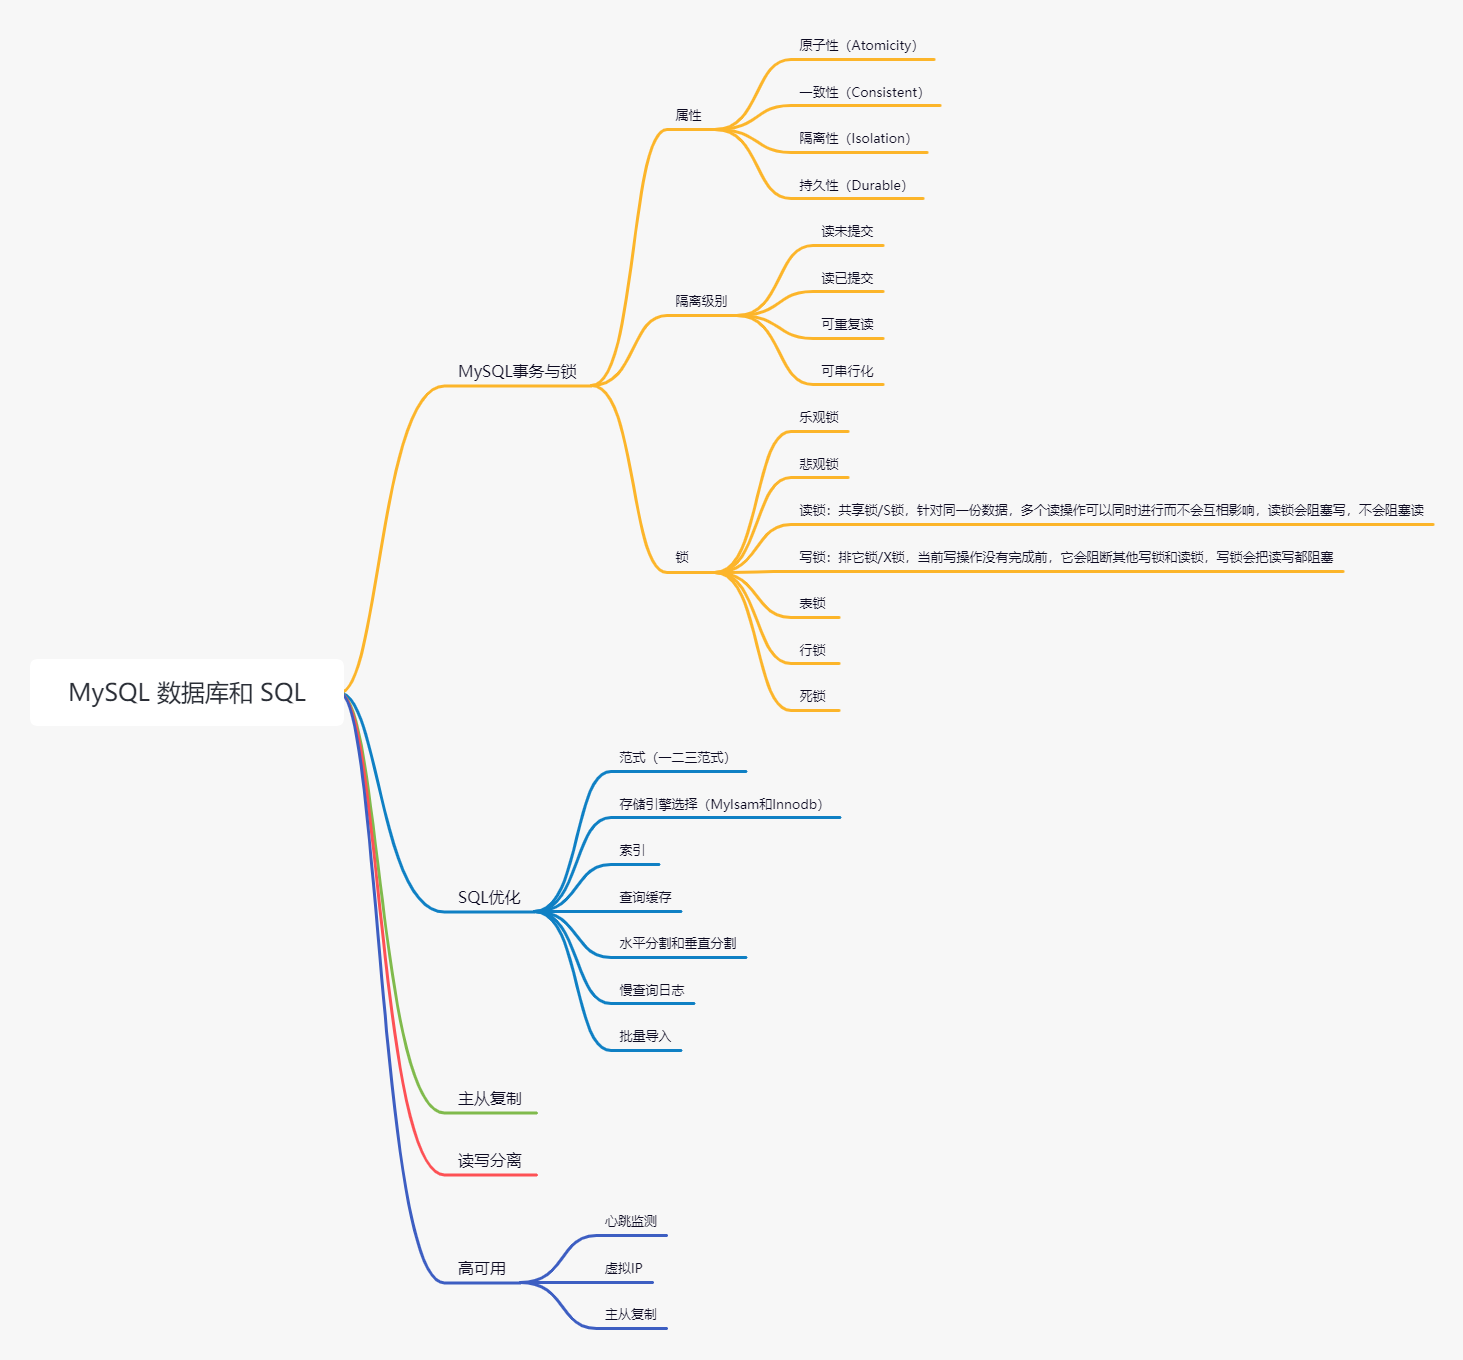 MySQL 数据库和 SQL
MySQL事务与锁
属性
原子性（Atomicity）
一致性（Consistent）
隔离性（Isolation）
持久性（Durable）
隔离级别
读未提交
读已提交
可重复读
可串行化
锁
乐观锁
悲观锁
读锁：共享锁/S锁，针对同一份数据，多个读操作可以同时进行而不会互相影响，读锁会阻塞写，不会阻塞读
写锁：排它锁/X锁，当前写操作没有完成前，它会阻断其他写锁和读锁，写锁会把读写都阻塞
表锁
行锁
死锁
SQL优化
范式（一二三范式）
存储引擎选择（MyIsam和Innodb）
索引
查询缓存
水平分割和垂直分割
慢查询日志
批量导入
主从复制
读写分离
高可用
心跳监测
虚拟IP
主从复制